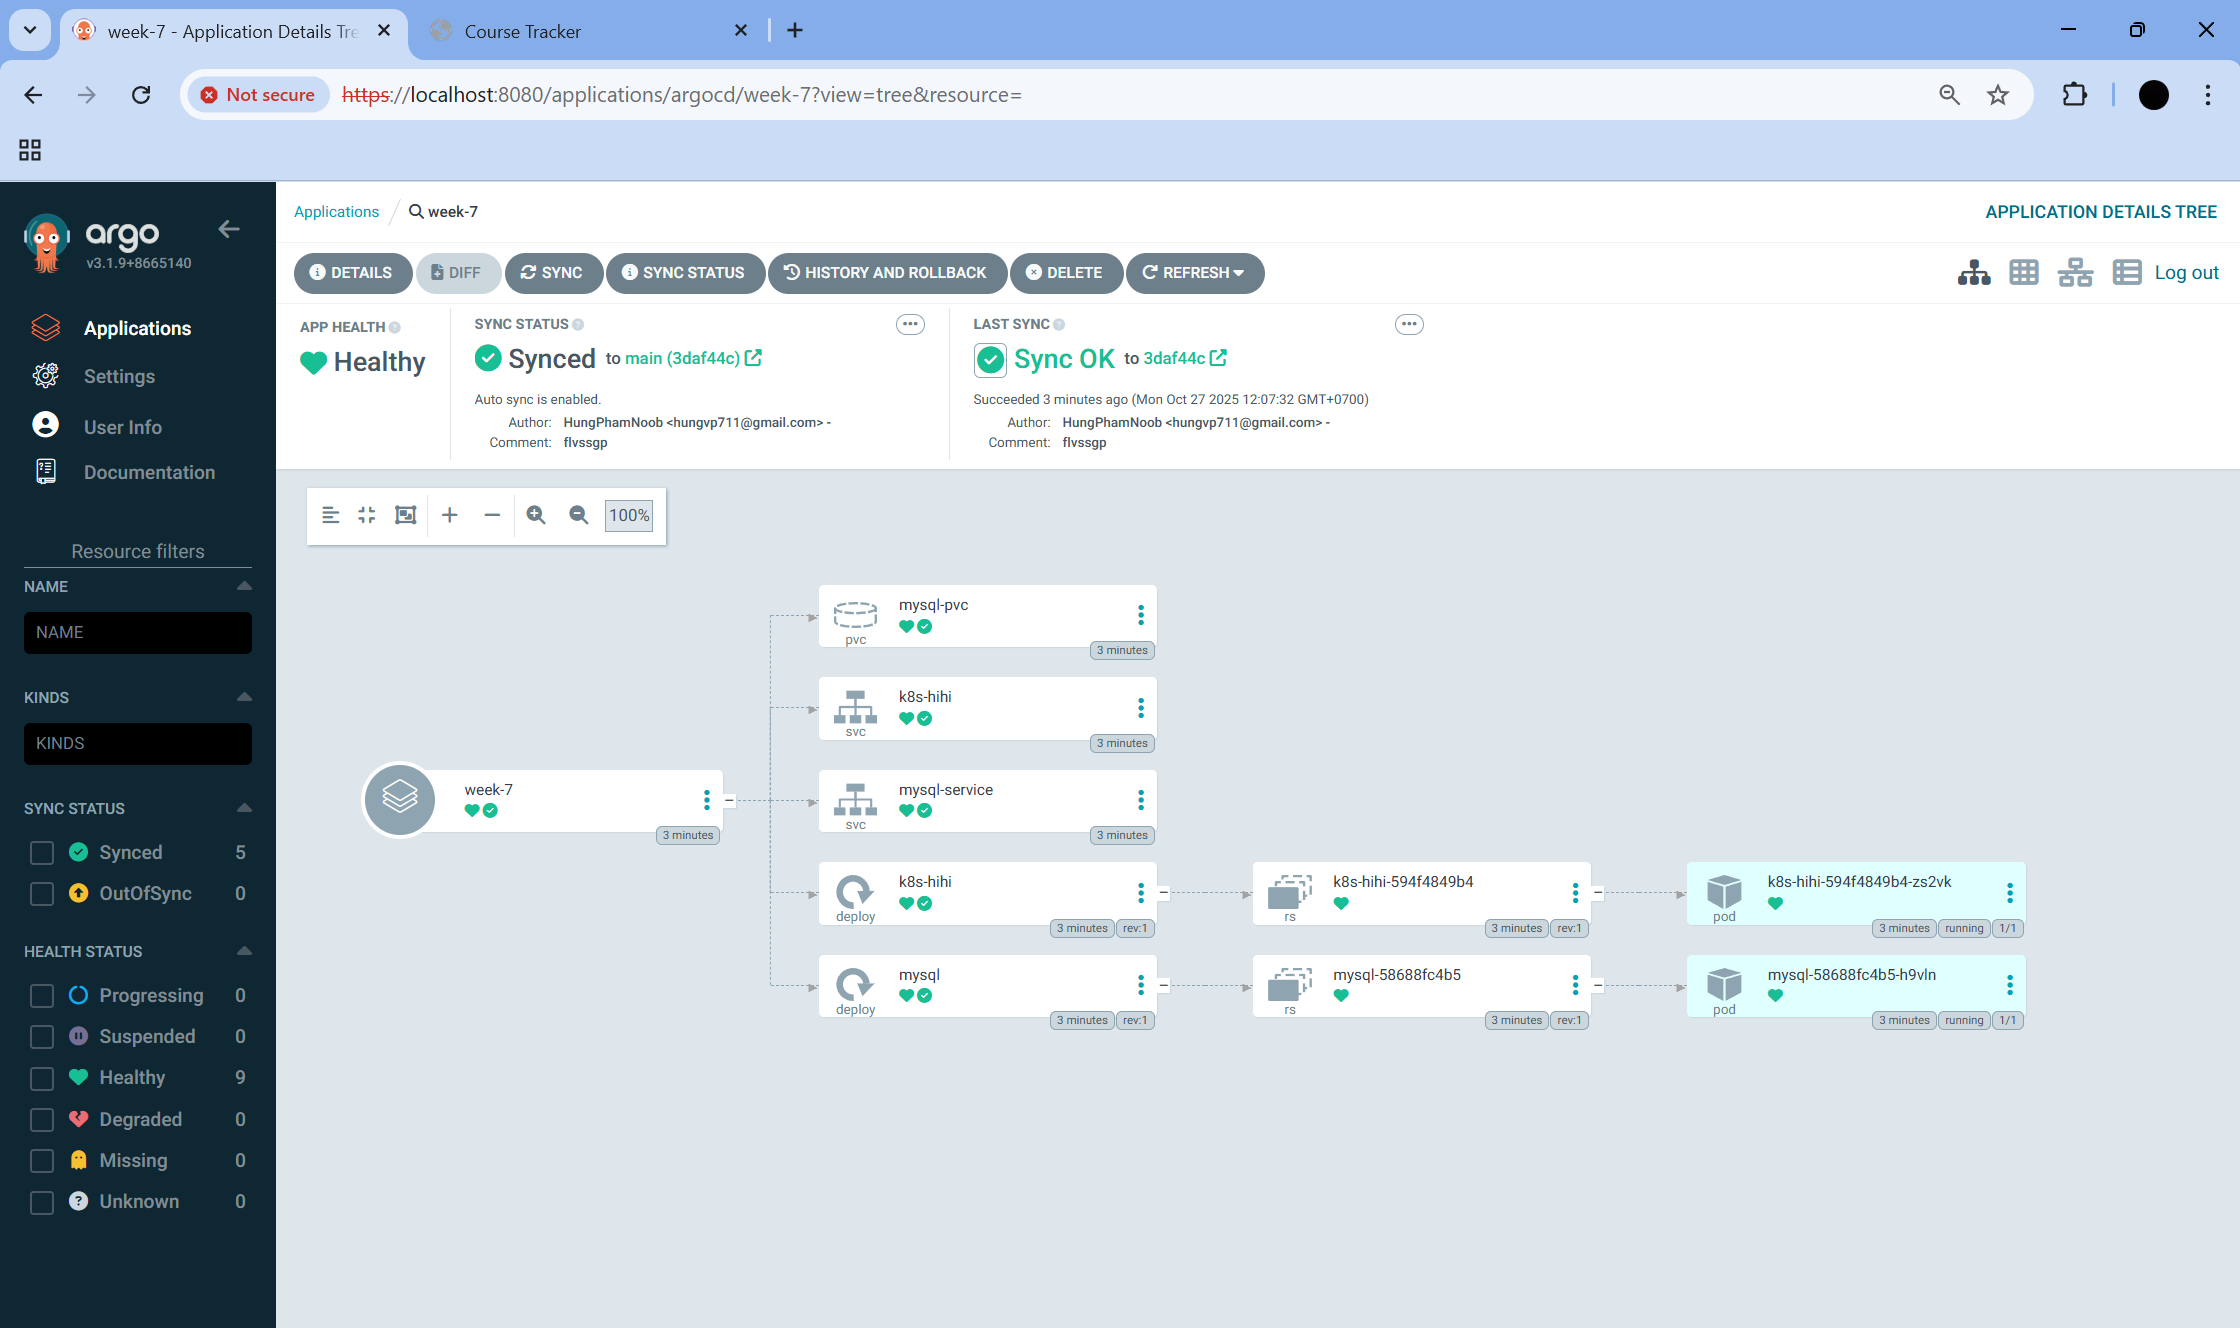 week-7 - Application Details Tre
Course Tracker
Not secure
https://localhost:8080/applications/argocd/week-7?view=tree&resource=
argo
v3.1.9+8665140
Applications
Settings
User Info
Documentation
Resource filters
NAME
NAME
KINDS
KINDS
SYNC STATUS
Synced 5
OutOfSync 0
HEALTH STATUS
Progressing 0
Suspended 0
Healthy 9
Degraded 0
Missing 0
Unknown 0
Applications / week-7
APPLICATION DETAILS TREE
DETAILS
DIFF
SYNC
SYNC STATUS
HISTORY AND ROLLBACK
DELETE
REFRESH
Log out
APP HEALTH
Healthy
SYNC STATUS
Synced to main (3daf44c)
Auto sync is enabled.
Author: HungPhamNoob <hungvp711@gmail.com> -
Comment: flvssgp
LAST SYNC
Sync OK to 3daf44c
Succeeded 3 minutes ago (Mon Oct 27 2025 12:07:32 GMT+0700)
Author: HungPhamNoob <hungvp711@gmail.com> -
Comment: flvssgp
100%
week-7
3 minutes
mysql-pvc
pvc
3 minutes
k8s-hihi
svc
3 minutes
mysql-service
svc
3 minutes
k8s-hihi
deploy
3 minutes rev:1
k8s-hihi-594f4849b4
rs
3 minutes rev:1
k8s-hihi-594f4849b4-zs2vk
pod
3 minutes running 1/1
mysql
deploy
3 minutes rev:1
mysql-58688fc4b5
rs
3 minutes rev:1
mysql-58688fc4b5-h9vln
pod
3 minutes running 1/1